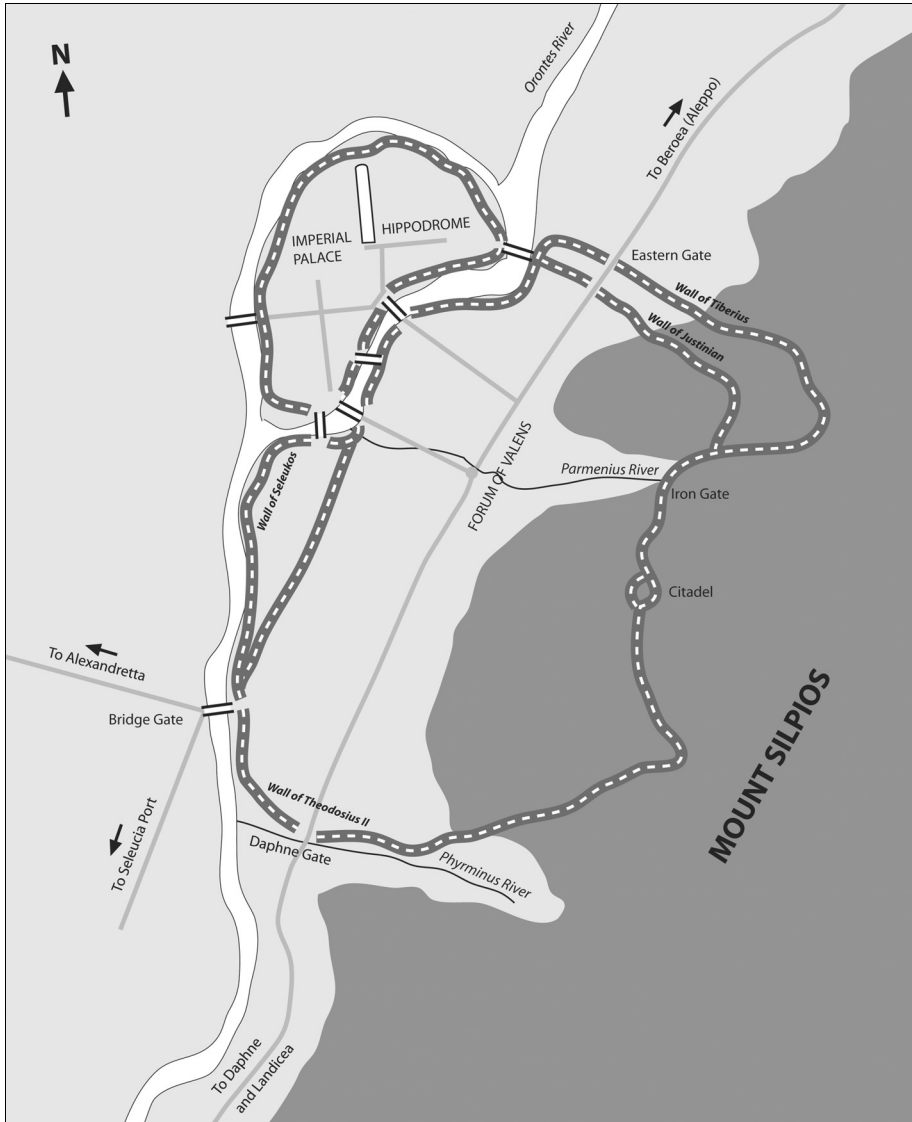 N
Orontes River
To Beroea (Aleppo)
IMPERIAL
PALACE
HIPPODROME
Eastern Gate
Wall of Tiberius
Wall of Justinian
Wall of Seleukos
FORUM OF VALENS
Parmenius River
Iron Gate
Citadel
To Alexandretta
Bridge Gate
MOUNT SILPIOS
Wall of Theodosius II
To Seleucia Port
Daphne Gate
Phyrminus River
To Daphne
and Landicea